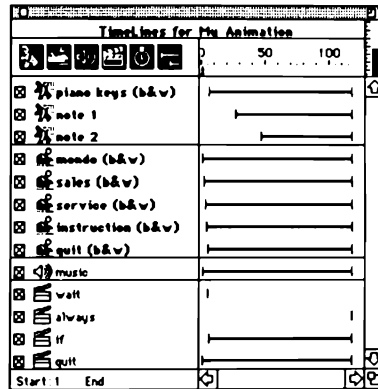 TimeLines for My Animation
0 50 100
piano keys (b&w)
note 1
note 2
mondo (b&w)
sales (b&w)
service (b&w)
instruction (b&w)
quit (b&w)
music
wait
always
if
quit
Start: 1 End